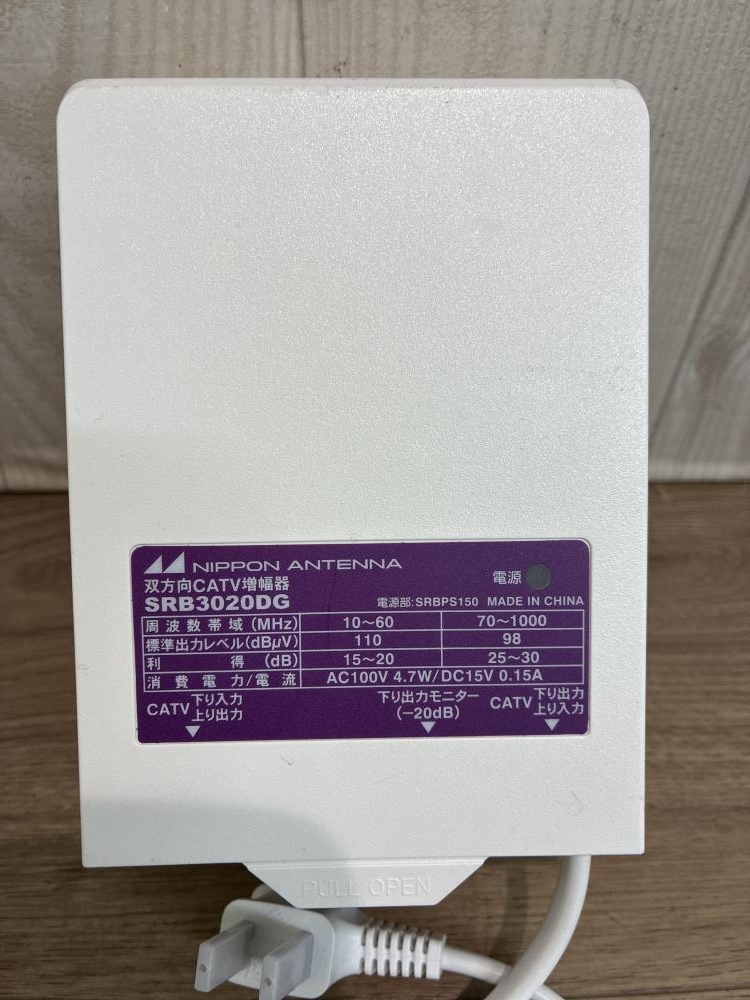 NIPPON ANTENNA
双方向CATV増幅器
SRB3020DG
電源
電源部:SRBPS150 MADE IN CHINA
周波数帯域(MHz) 10~60 70~1000
標準出力レベル(dBμV) 110 98
利得(dB) 15~20 25~30
消費電力/電流 AC100V 4.7W/DC15V 0.15A
CATV 下り入力
上り出力
下り出力モニター
(-20dB)
CATV 下り出力
上り入力
PULL OPEN